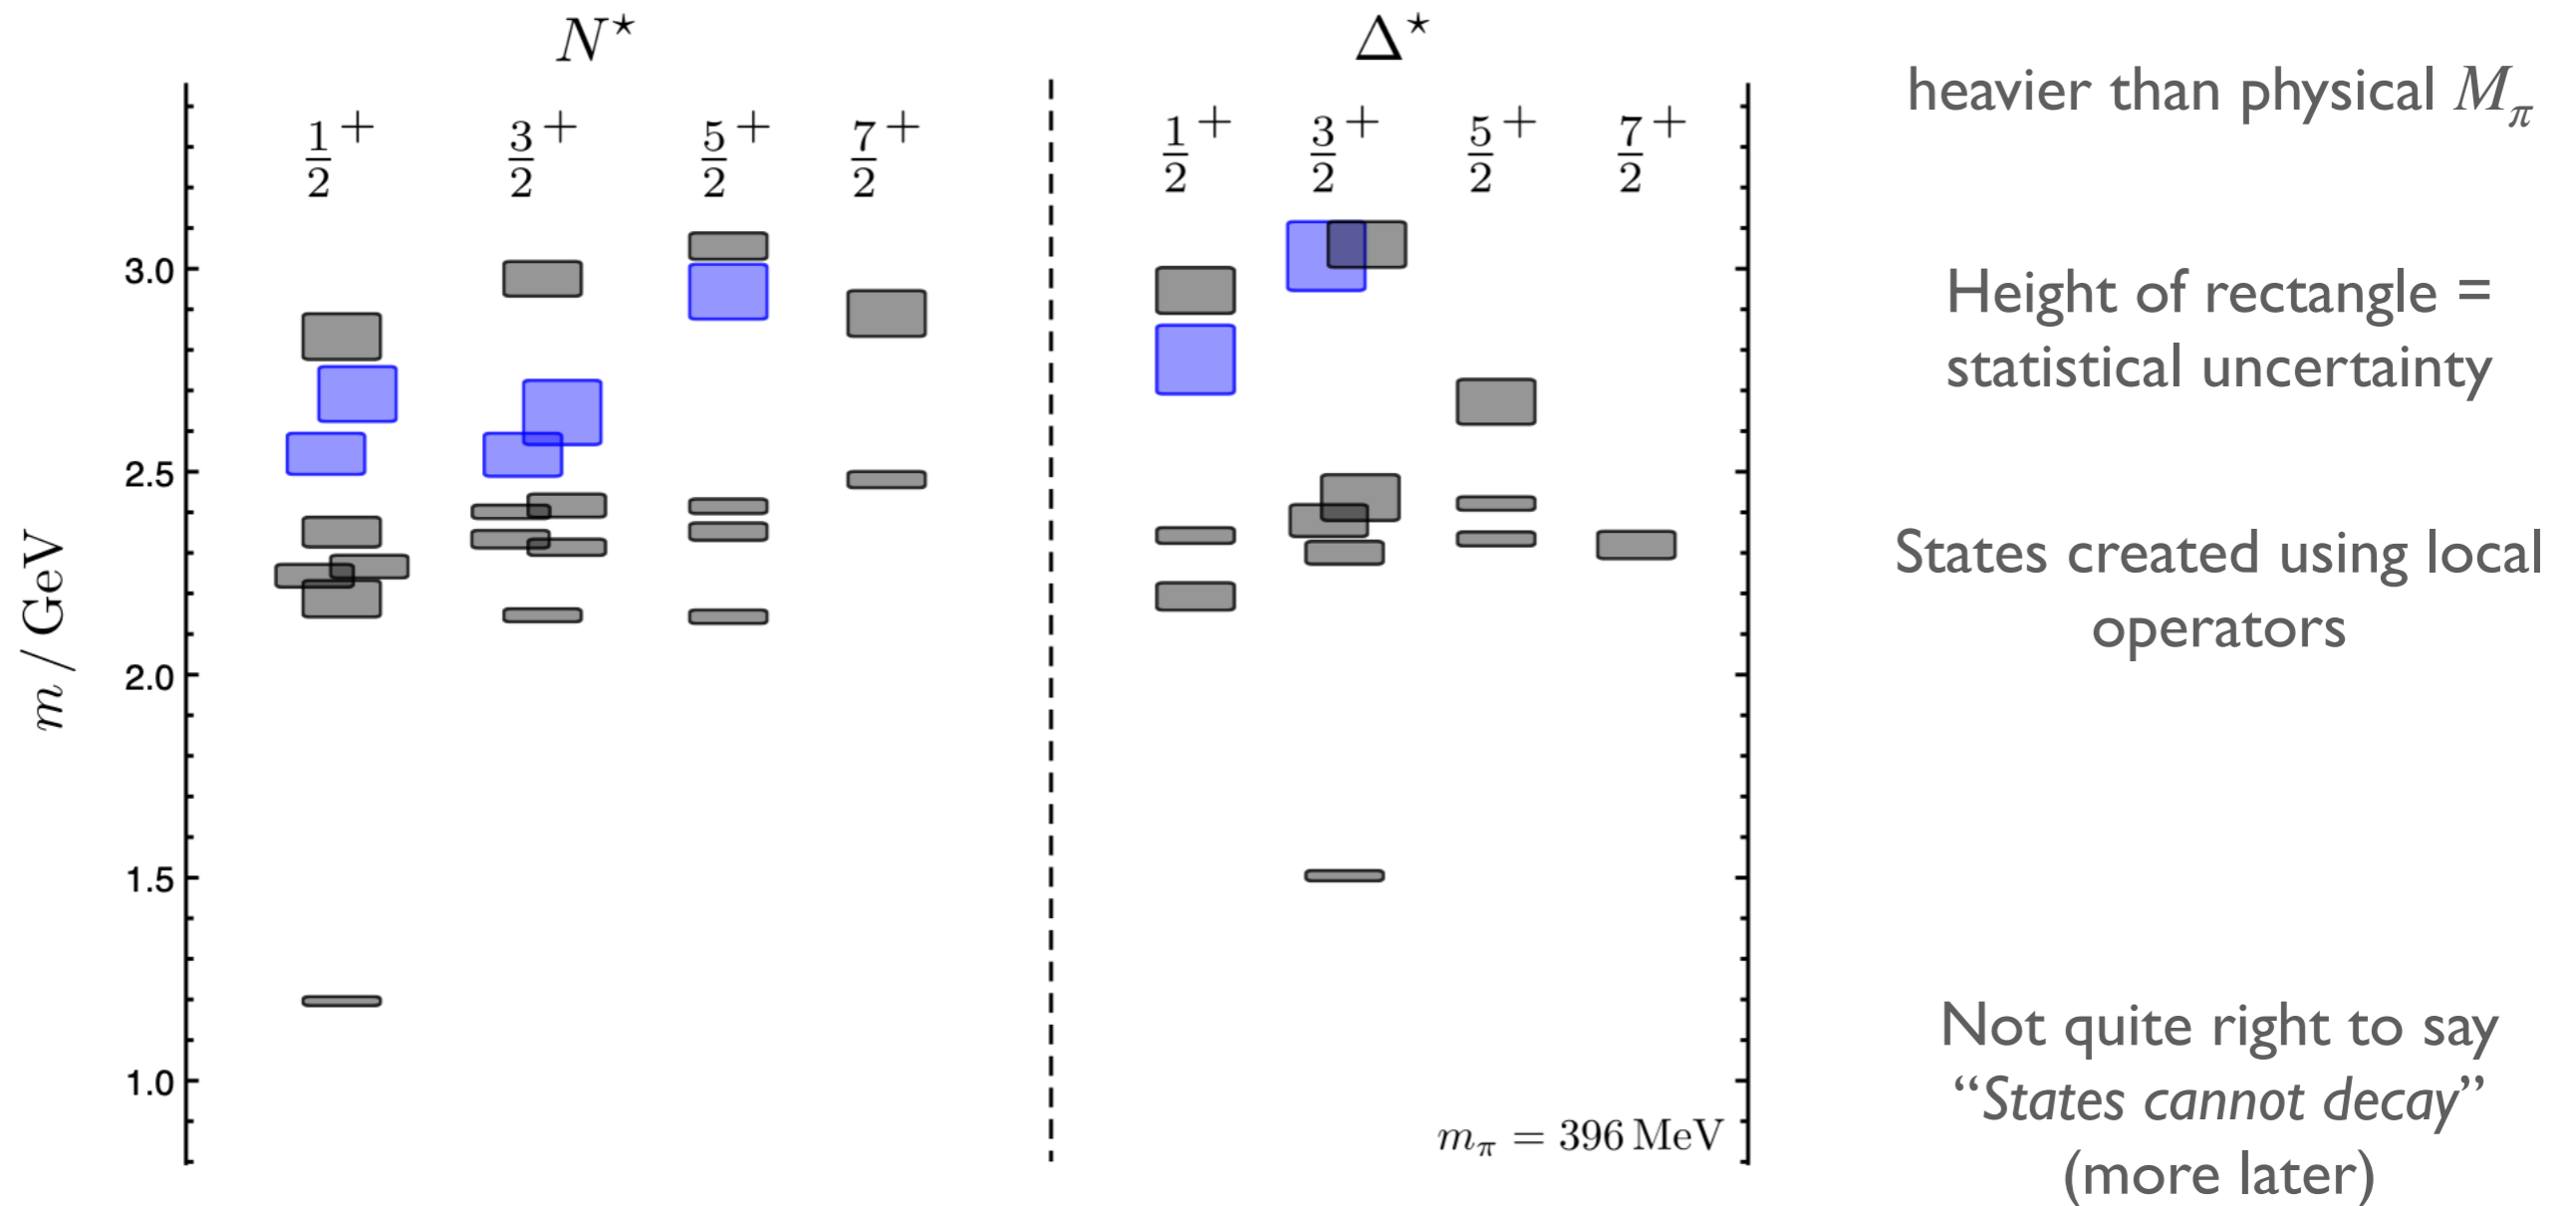 N⋆ Δ⋆
heavier than physical Mπ
1/2+ 3/2+ 5/2+ 7/2+ 1/2+ 3/2+ 5/2+ 7/2+
3.0
Height of rectangle =
statistical uncertainty
2.5
States created using local
operators
m / GeV
2.0
1.5
Not quite right to say
“States cannot decay”
(more later)
1.0
mπ = 396 MeV